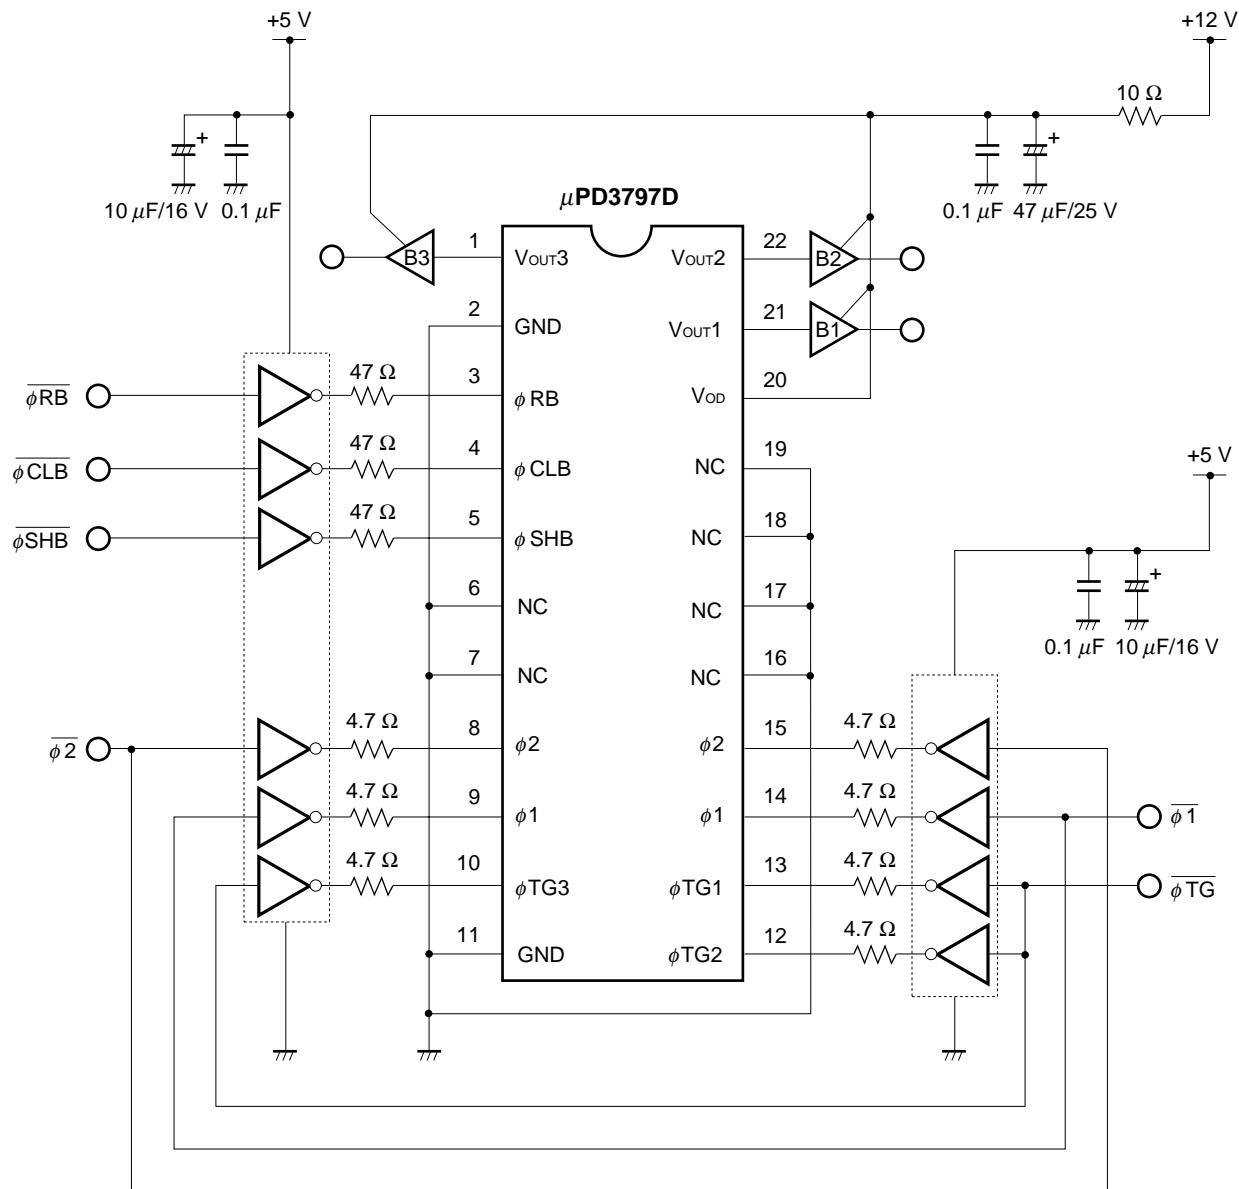 +5 V
+12 V
10 Ω
+
+
10 μF/16 V
0.1 μF
μPD3797D
0.1 μF
47 μF/25 V
B3
1
VOUT3
VOUT2
22
B2
2
GND
VOUT1
21
B1
φRB
47 Ω
3
φRB
VOD
20
φCLB
47 Ω
4
φCLB
NC
19
+5 V
φSHB
47 Ω
5
φSHB
NC
18
+
6
NC
NC
17
0.1 μF
10 μF/16 V
7
NC
NC
16
φ2
4.7 Ω
8
φ2
φ2
15
4.7 Ω
4.7 Ω
9
φ1
φ1
14
4.7 Ω
φ1
4.7 Ω
10
φTG3
φTG1
13
4.7 Ω
φTG
11
GND
φTG2
12
4.7 Ω